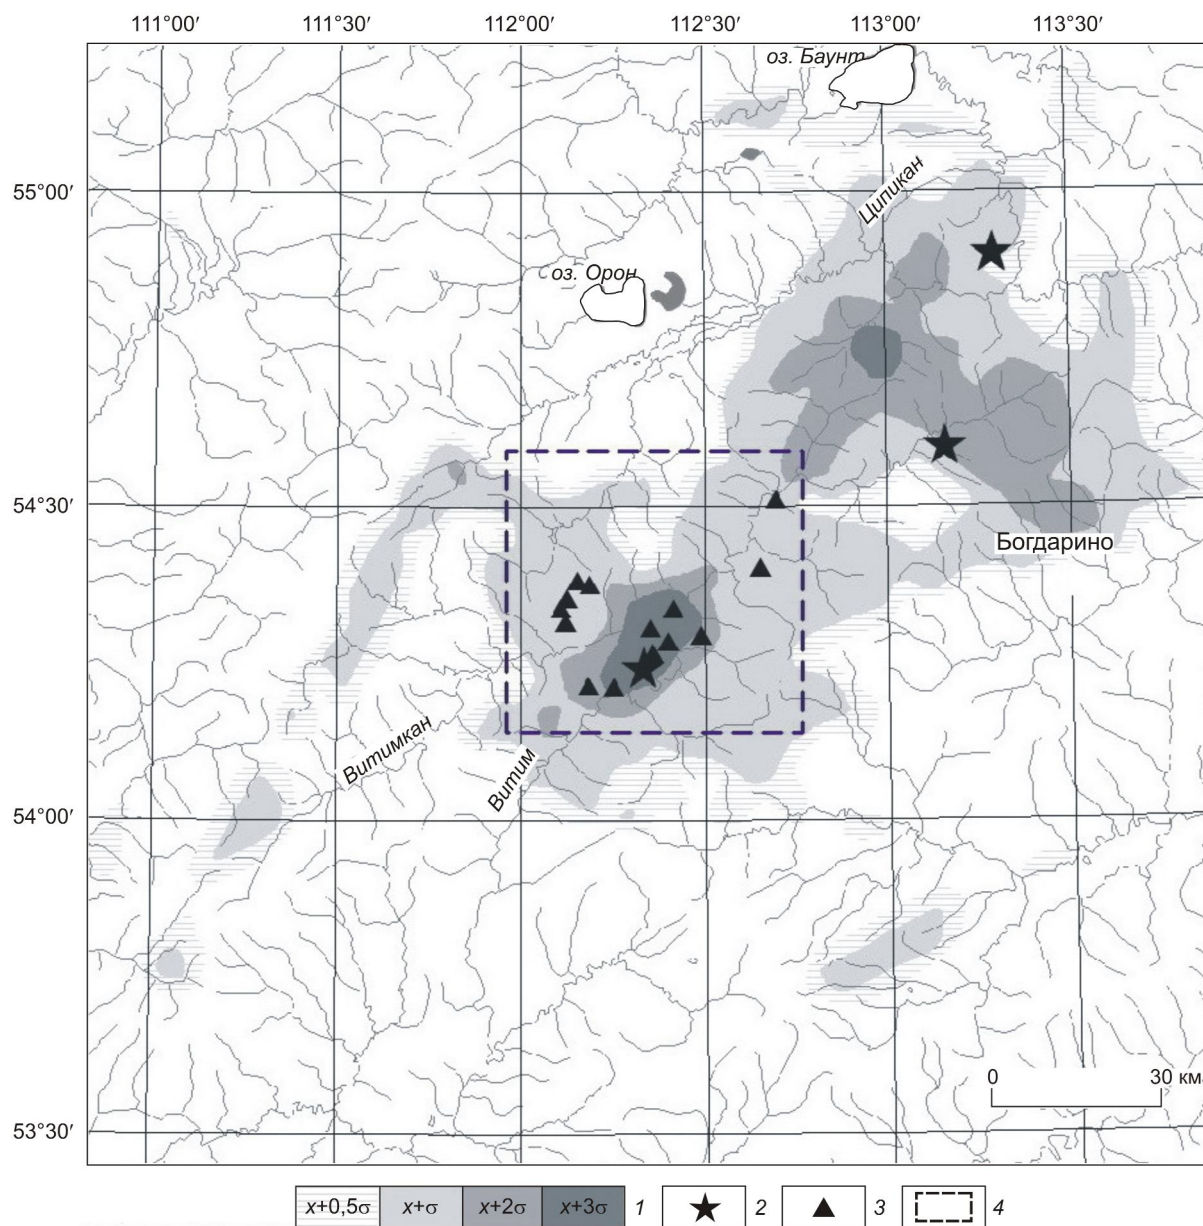 111°00′ 111°30′ 112°00′ 112°30′ 113°00′ 113°30′
оз. Баунт
55°00′
Ципикан
оз. Орон
54°30′
Богдарино
Витимкан
Витим
54°00′
0 30 км
53°30′
x+0,5σ x+σ x+2σ x+3σ 1 2 3 4